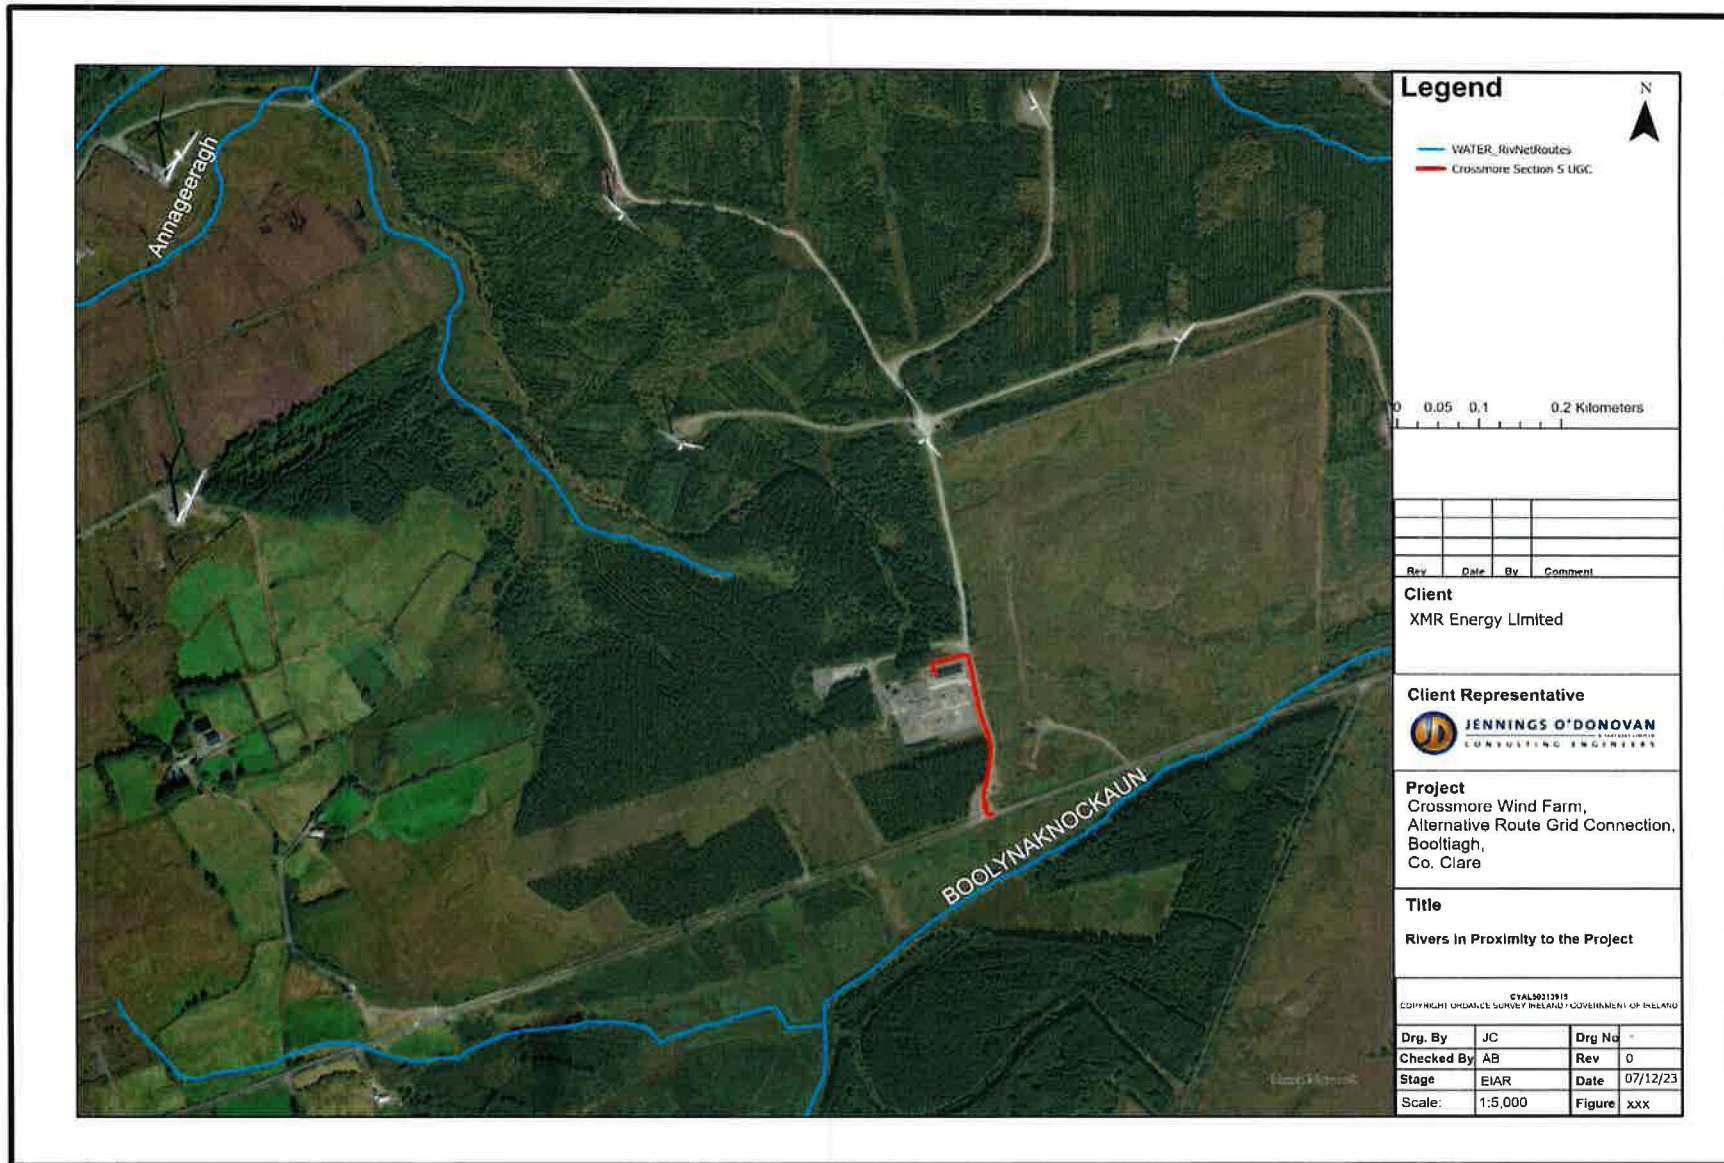 Annageeragh
BOOLYNAKNOCKAUN
Legend
N
WATER_RivNetRoutes
Crossmore Section 5 UGC
0 0.05 0.1 0.2 Kilometers
Rev Date By Comment
Client
XMR Energy Limited
Client Representative
JENNINGS O'DONOVAN
& PARTNERS LIMITED
CONSULTING ENGINEERS
Project
Crossmore Wind Farm,
Alternative Route Grid Connection,
Booltiagh,
Co. Clare
Title
Rivers in Proximity to the Project
CYAL50313915
COPYRIGHT ORDANCE SURVEY IRELAND / GOVERNMENT OF IRELAND
Drg. By JC Drg No -
Checked By AB Rev 0
Stage EIAR Date 07/12/23
Scale: 1:5,000 Figure xxx